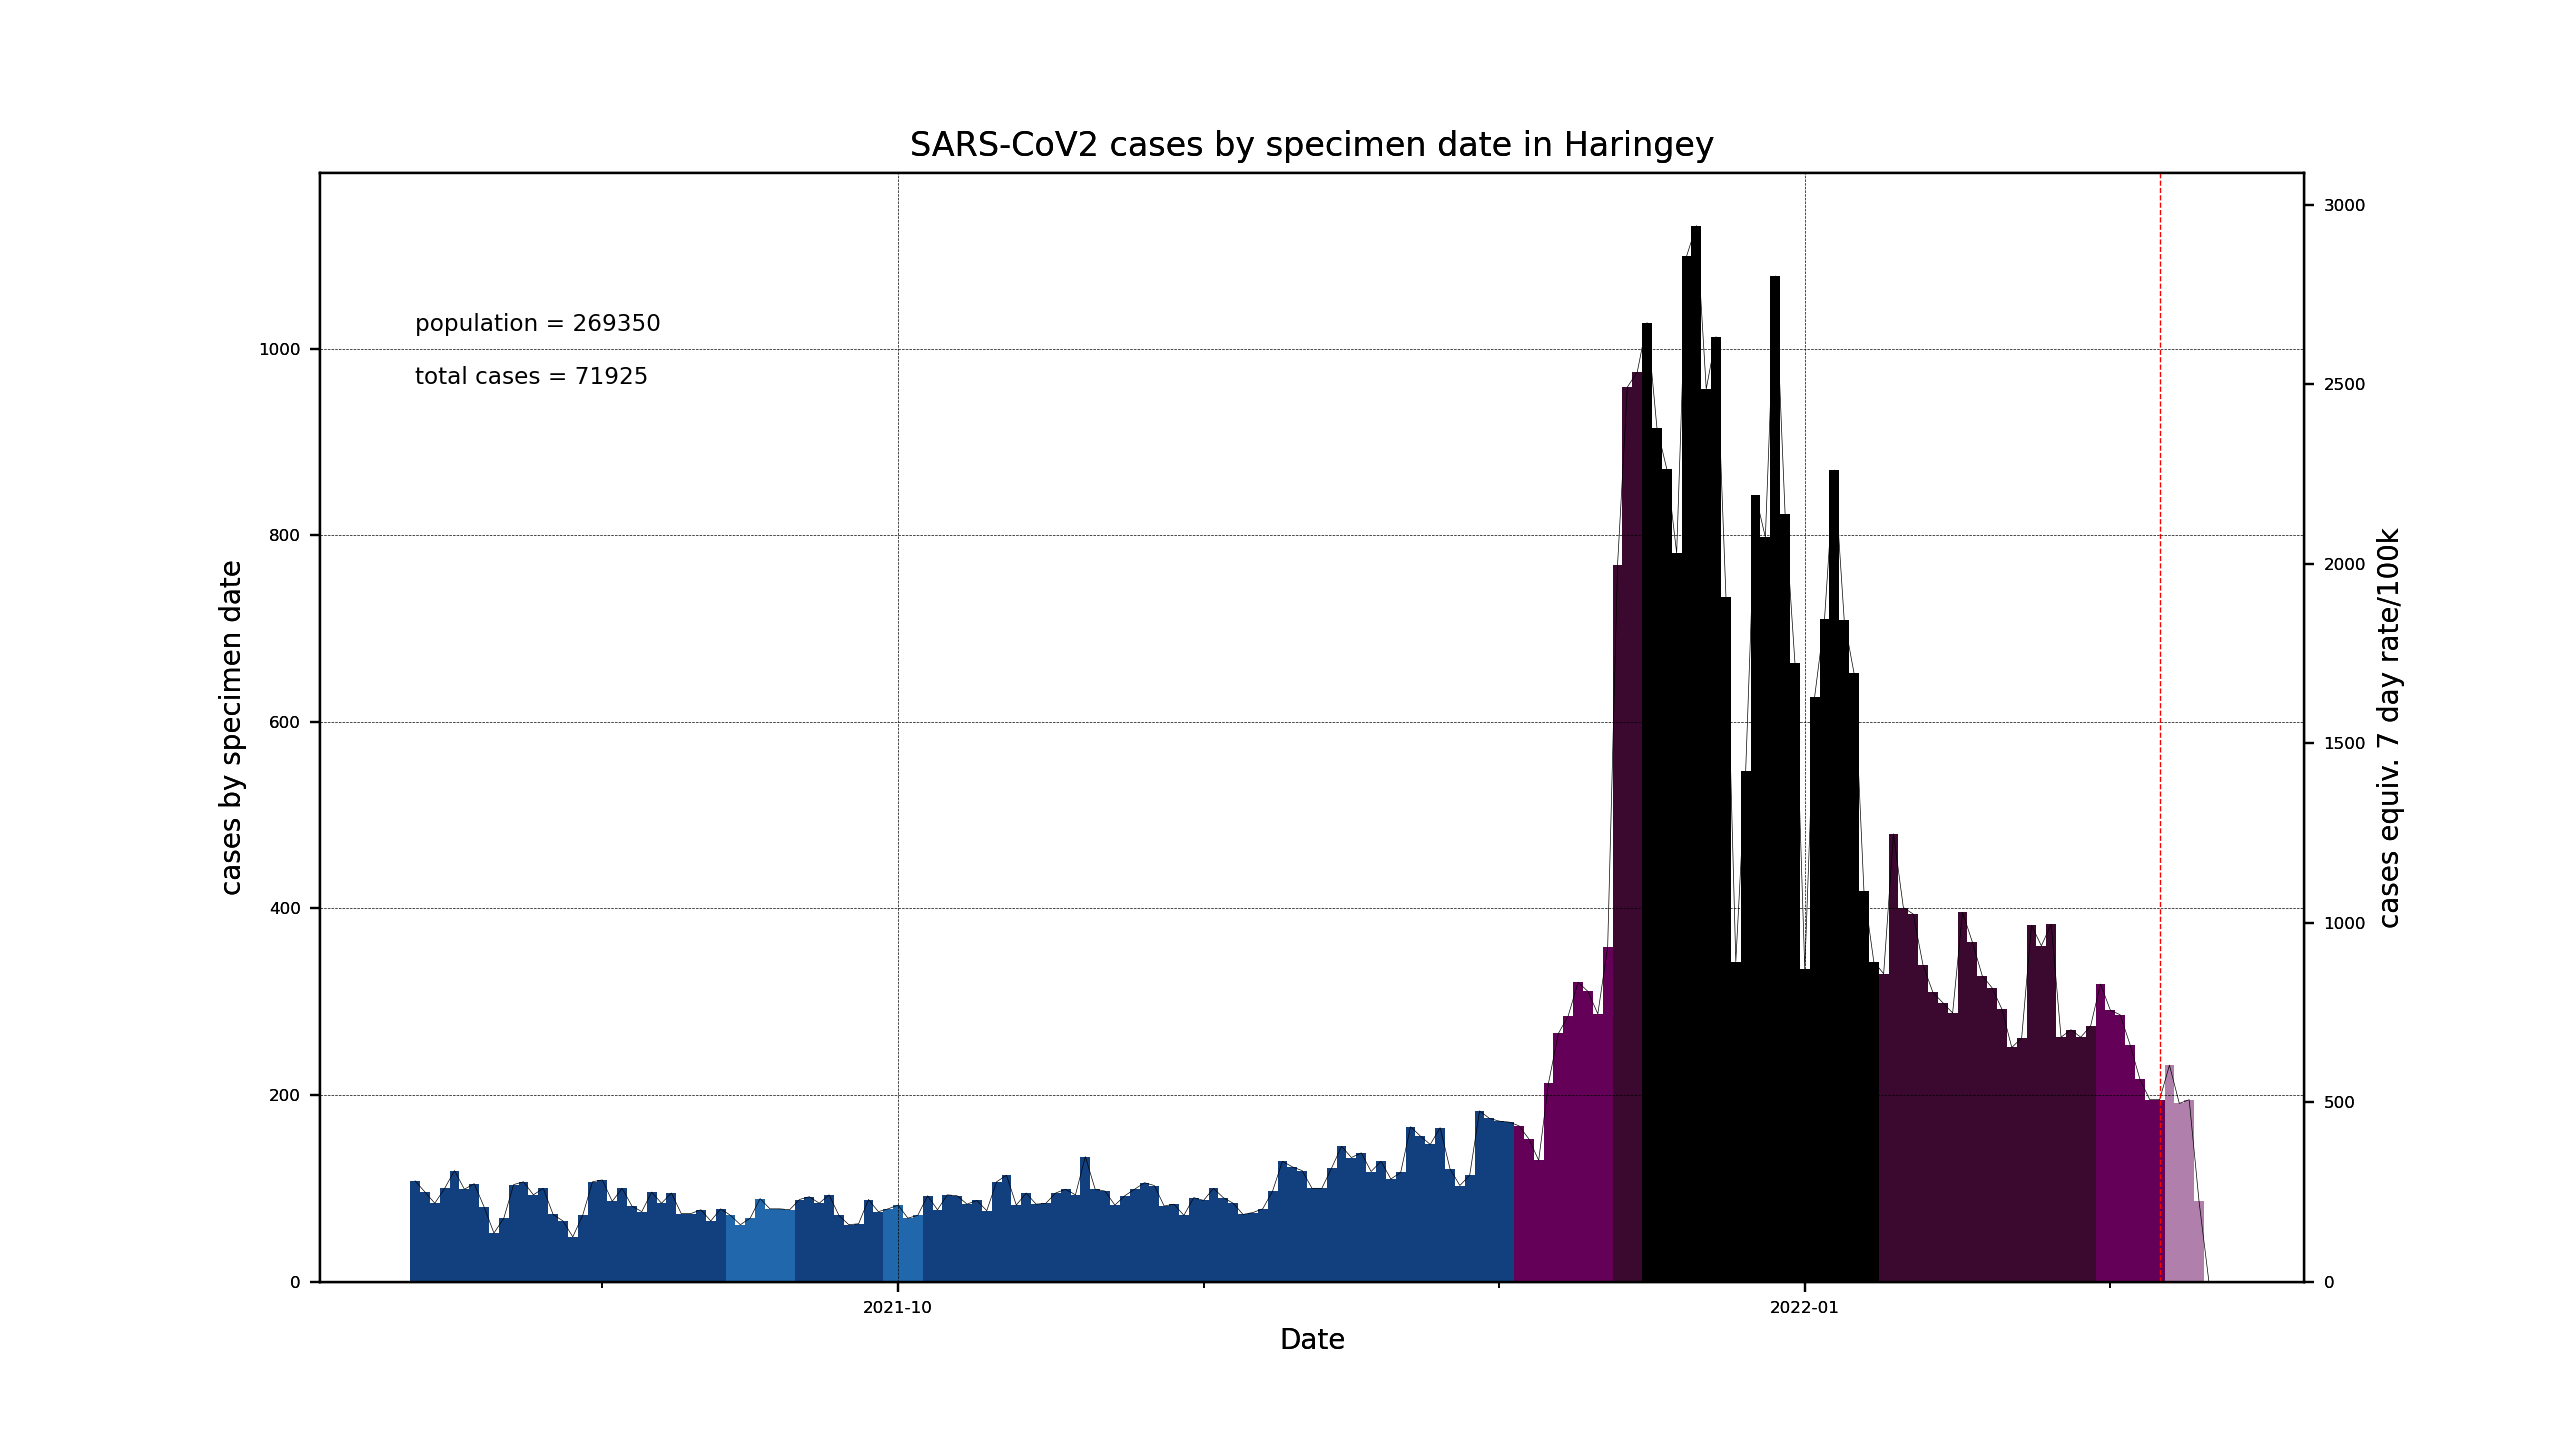 SARS-CoV2 cases by specimen date in Haringey
population = 269350
total cases = 71925
cases by specimen date
1000
800
600
400
200
0
3000
2500
2000
1500
1000
500
0
cases equiv. 7 day rate/100k
2021-10
2022-01
Date